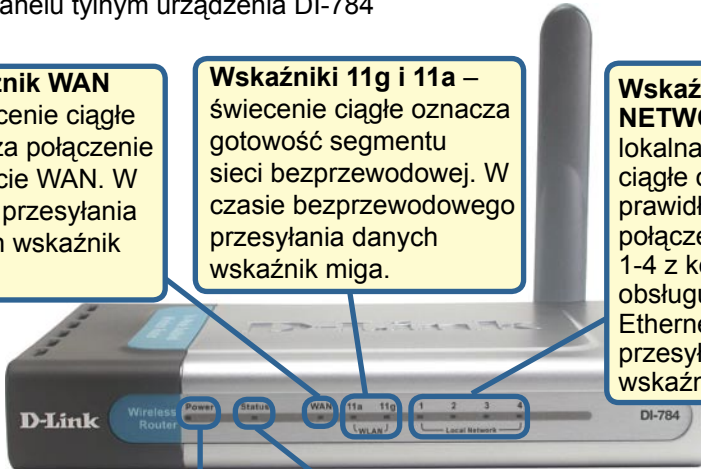 anelu tylnym urządzenia DI-784
nik WAN
cenie ciągłe
za połączenie
cie WAN. W
przesyłania
wskaźnik
Wskaźniki 11g i 11a –
świecenie ciągłe oznacza
gotowość segmentu
sieci bezprzewodowej. W
czasie bezprzewodowego
przesyłania danych
wskaźnik miga.
Wskaź
NETWO
lokalna
ciągłe o
prawidł
połącze
1-4 z ko
obsługu
Etherne
przesył
wskaźn
D-Link
D-Link
Wireless
Router
Power
Status
WAN
11a 11g
WLAN
1 2 3 4
Local Network
DI-784